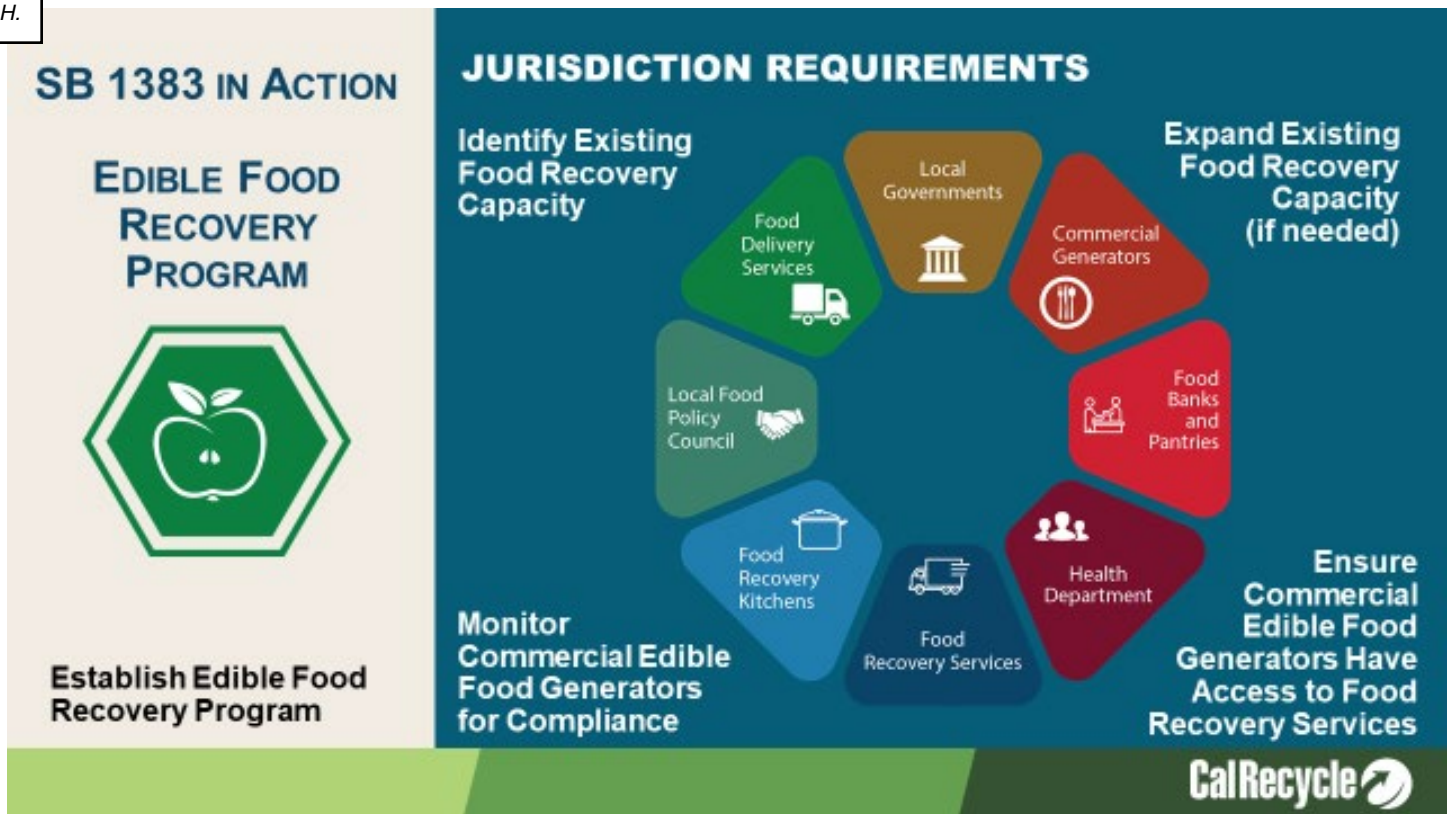 H.
SB 1383 IN ACTION
EDIBLE FOOD
RECOVERY
PROGRAM
Establish Edible Food
Recovery Program
JURISDICTION REQUIREMENTS
Identify Existing
Food Recovery
Capacity
Expand Existing
Food Recovery
Capacity
(if needed)
Local
Governments
Commercial
Generators
Food
Banks
and
Pantries
Health
Department
Food
Recovery Services
Food
Recovery
Kitchens
Local Food
Policy
Council
Food
Delivery
Services
Monitor
Commercial Edible
Food Generators
for Compliance
Ensure
Commercial
Edible Food
Generators Have
Access to Food
Recovery Services
CalRecycle